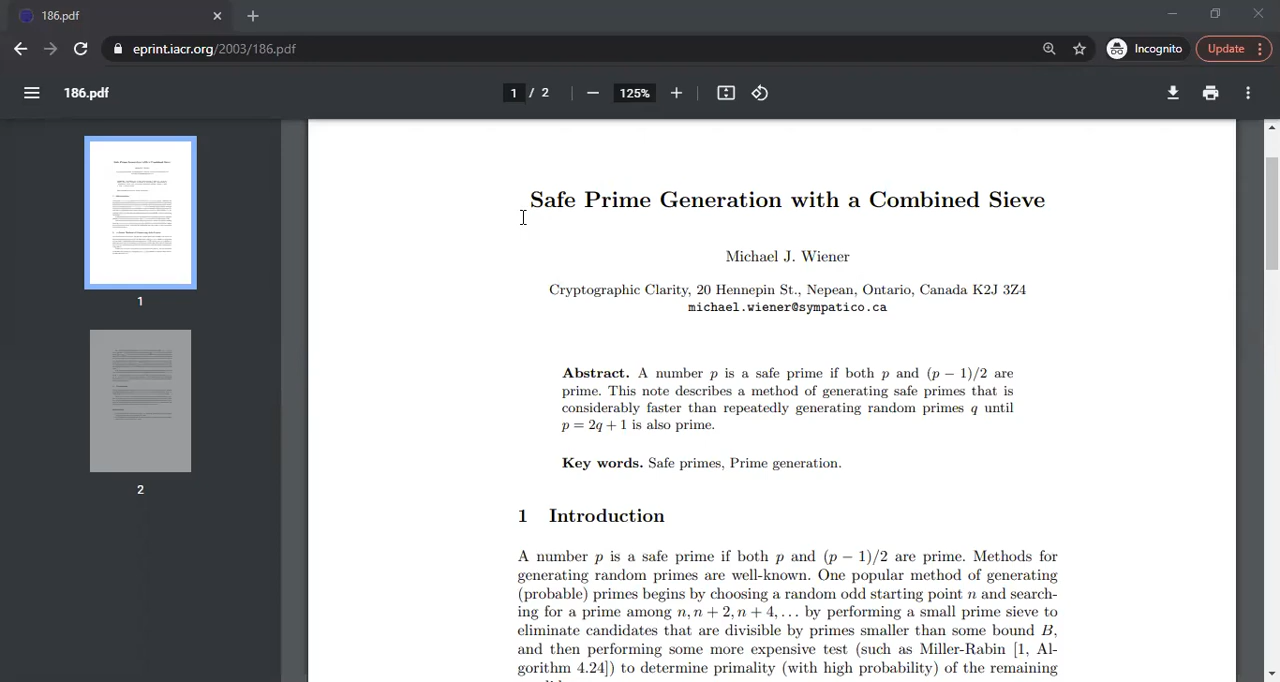 186.pdf
eprint.iacr.org/2003/186.pdf
Incognito
Update
186.pdf
1 / 2
125%
1
2
Safe Prime Generation with a Combined Sieve
Michael J. Wiener
Cryptographic Clarity, 20 Hennepin St., Nepean, Ontario, Canada K2J 3Z4
michael.wiener@sympatico.ca
Abstract. A number p is a safe prime if both p and (p − 1)/2 are
prime. This note describes a method of generating safe primes that is
considerably faster than repeatedly generating random primes q until
p = 2q + 1 is also prime.
Key words. Safe primes, Prime generation.
1 Introduction
A number p is a safe prime if both p and (p − 1)/2 are prime. Methods for
generating random primes are well-known. One popular method of generating
(probable) primes begins by choosing a random odd starting point n and search-
ing for a prime among n, n + 2, n + 4, . . . by performing a small prime sieve to
eliminate candidates that are divisible by primes smaller than some bound B,
and then performing some more expensive test (such as Miller-Rabin [1, Al-
gorithm 4.24]) to determine primality (with high probability) of the remaining